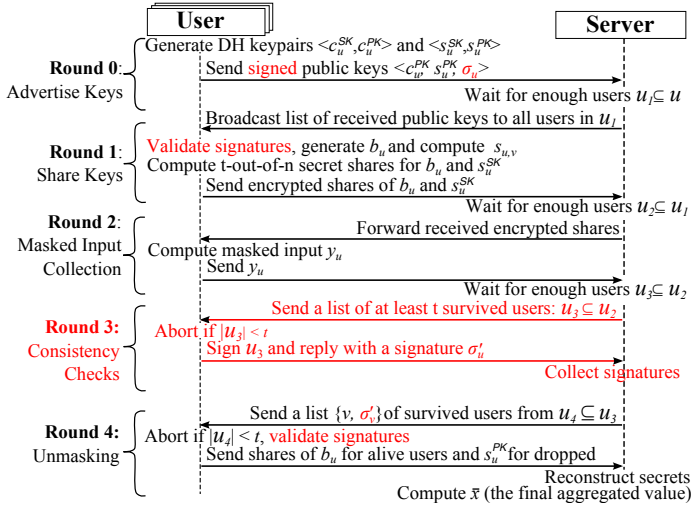 User
Server
Generate DH keypairs <c_u^SK,c_u^PK> and <s_u^SK,s_u^PK>
Round 0:
Advertise Keys
Send signed public keys <c_u^PK s_u^PK, σ_u>
Wait for enough users u_1⊆ u
Broadcast list of received public keys to all users in u_1
Round 1:
Share Keys
Validate signatures, generate b_u and compute s_u,v
Compute t-out-of-n secret shares for b_u and s_u^SK
Send encrypted shares of b_u and s_u^SK
Wait for enough users u_2⊆ u_1
Round 2:
Masked Input
Collection
Forward received encrypted shares
Compute masked input y_u
Send y_u
Wait for enough users u_3⊆ u_2
Round 3:
Consistency
Checks
Send a list of at least t survived users: u_3 ⊆ u_2
Abort if |u_3| < t
Sign u_3 and reply with a signature σ'_u
Collect signatures
Round 4:
Unmasking
Send a list {v, σ'_v} of survived users from u_4 ⊆ u_3
Abort if |u_4| < t, validate signatures
Send shares of b_u for alive users and s_u^PK for dropped
Reconstruct secrets
Compute x̄ (the final aggregated value)